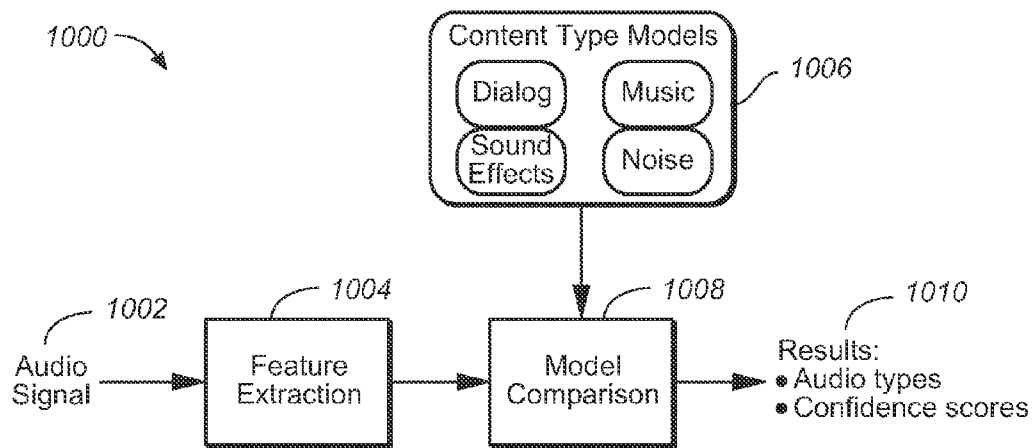 1000
Content Type Models
1006
Dialog
Music
Sound
Effects
Noise
1002
1004
1008
1010
Audio
Signal
Feature
Extraction
Model
Comparison
Results:
• Audio types
• Confidence scores